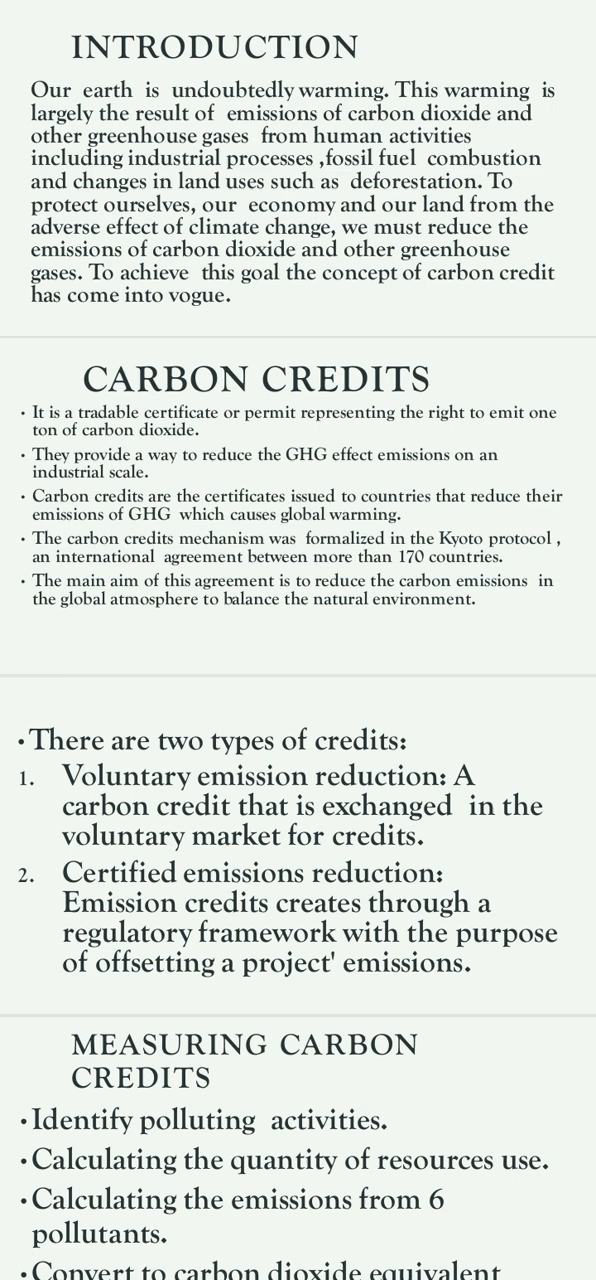 INTRODUCTION
Our earth is undoubtedly warming. This warming is
largely the result of emissions of carbon dioxide and
other greenhouse gases from human activities
including industrial processes ,fossil fuel combustion
and changes in land uses such as deforestation. To
protect ourselves, our economy and our land from the
adverse effect of climate change, we must reduce the
emissions of carbon dioxide and other greenhouse
gases. To achieve this goal the concept of carbon credit
has come into vogue.
CARBON CREDITS
• It is a tradable certificate or permit representing the right to emit one
ton of carbon dioxide.
• They provide a way to reduce the GHG effect emissions on an
industrial scale.
• Carbon credits are the certificates issued to countries that reduce their
emissions of GHG which causes global warming.
• The carbon credits mechanism was formalized in the Kyoto protocol ,
an international agreement between more than 170 countries.
• The main aim of this agreement is to reduce the carbon emissions in
the global atmosphere to balance the natural environment.
• There are two types of credits:
1. Voluntary emission reduction: A
carbon credit that is exchanged in the
voluntary market for credits.
2. Certified emissions reduction:
Emission credits creates through a
regulatory framework with the purpose
of offsetting a project' emissions.
MEASURING CARBON
CREDITS
• Identify polluting activities.
• Calculating the quantity of resources use.
• Calculating the emissions from 6
pollutants.
• Convert to carbon dioxide equivalent